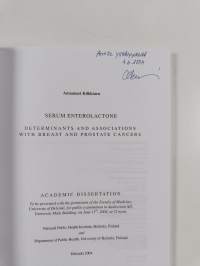 Annamari Kilkkinen
SERUM ENTEROLACTONE
DETERMINANTS AND ASSOCIATIONS
WITH BREAST AND PROSTATE CANCERS
ACADEMIC DISSERTATION
To be presented with the permission of the Faculty of Medicine,
University of Helsinki, for public examination in Auditorium XII,
University Main Building, on June 11th, 2004, at 12 noon.
National Public Health Institute, Helsinki, Finland
and
Department of Public Health, University of Helsinki, Finland
Helsinki 2004